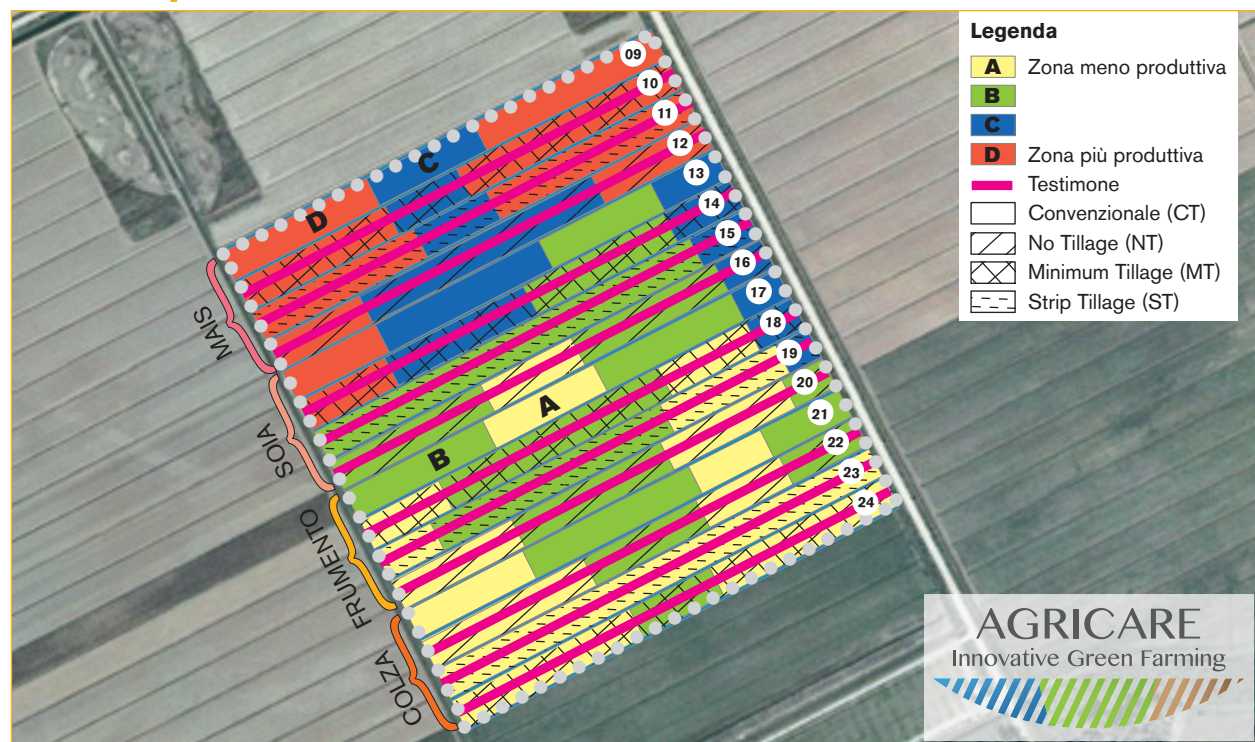 09
10
11
12
13
14
15
16
17
18
19
20
21
22
23
24
D
C
B
A
MAIS
SOIA
FRUMENTO
COLZA
Legenda
A Zona meno produttiva
B
C
D Zona più produttiva
Testimone
Convenzionale (CT)
No Tillage (NT)
Minimum Tillage (MT)
Strip Tillage (ST)
AGRICARE
Innovative Green Farming